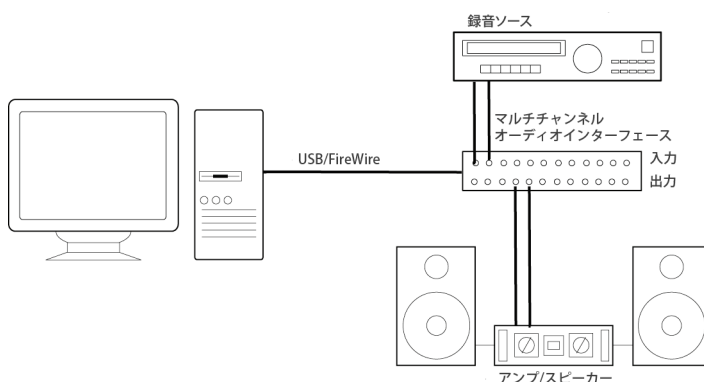 録音ソース
マルチチャンネル
オーディオインターフェース
USB/FireWire
入力
出力
アンプ/スピーカー